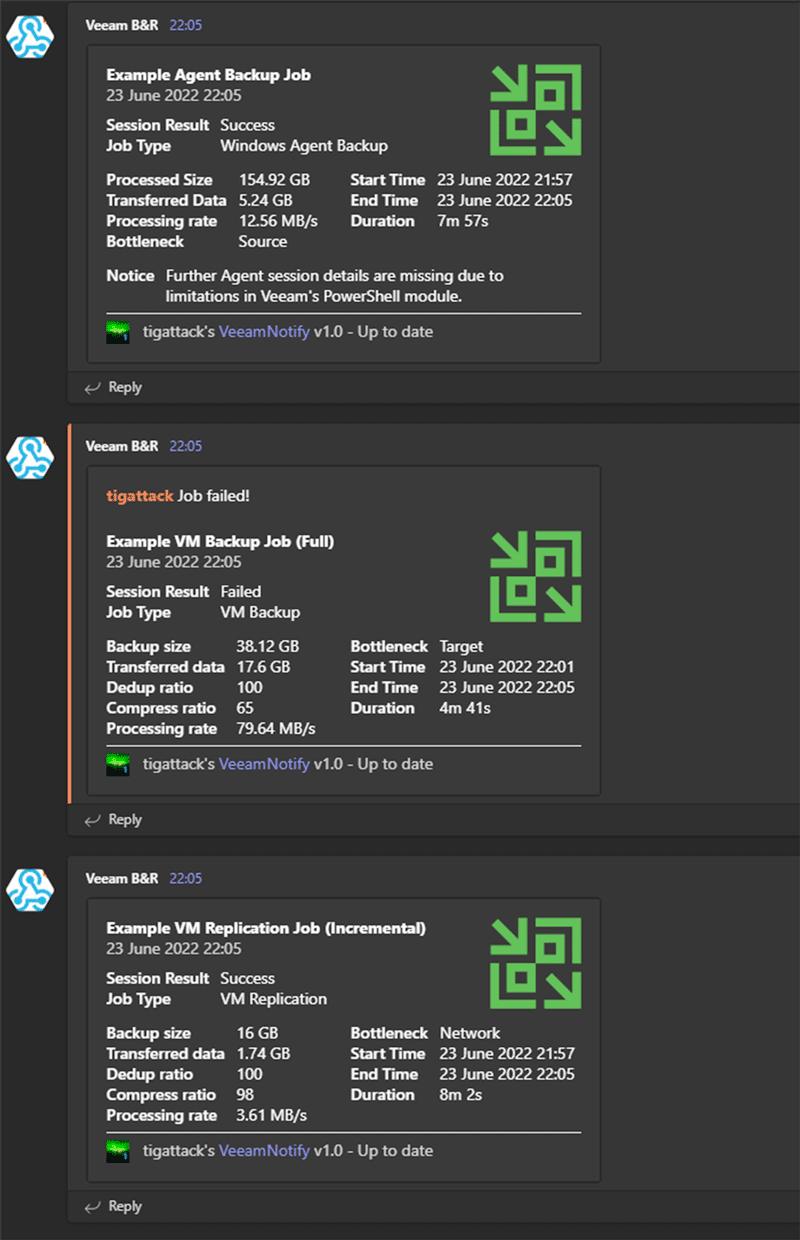 Veeam B&R 22:05
Example Agent Backup Job
23 June 2022 22:05
Session Result Success
Job Type Windows Agent Backup
Processed Size 154.92 GB Start Time 23 June 2022 21:57
Transferred Data 5.24 GB End Time 23 June 2022 22:05
Processing rate 12.56 MB/s Duration 7m 57s
Bottleneck Source
Notice Further Agent session details are missing due to
limitations in Veeam's PowerShell module.
tigattack's VeeamNotify v1.0 - Up to date
Reply
Veeam B&R 22:05
tigattack Job failed!
Example VM Backup Job (Full)
23 June 2022 22:05
Session Result Failed
Job Type VM Backup
Backup size 38.12 GB Bottleneck Target
Transferred data 17.6 GB Start Time 23 June 2022 22:01
Dedup ratio 100 End Time 23 June 2022 22:05
Compress ratio 65 Duration 4m 41s
Processing rate 79.64 MB/s
tigattack's VeeamNotify v1.0 - Up to date
Reply
Veeam B&R 22:05
Example VM Replication Job (Incremental)
23 June 2022 22:05
Session Result Success
Job Type VM Replication
Backup size 16 GB Bottleneck Network
Transferred data 1.74 GB Start Time 23 June 2022 21:57
Dedup ratio 100 End Time 23 June 2022 22:05
Compress ratio 98 Duration 8m 2s
Processing rate 3.61 MB/s
tigattack's VeeamNotify v1.0 - Up to date
Reply